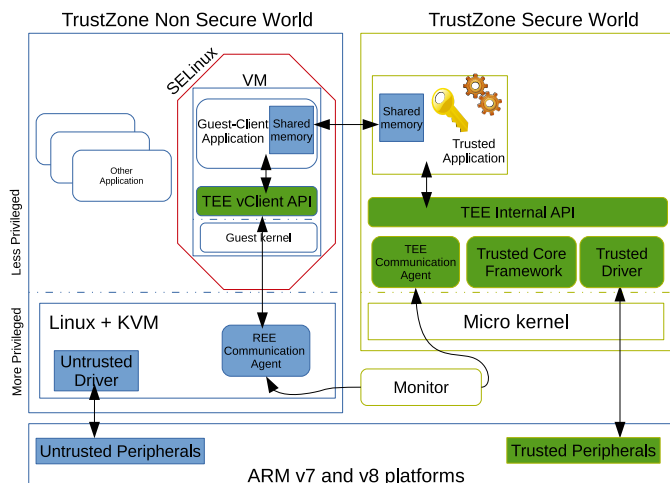 TrustZone Non Secure World
TrustZone Secure World
SELinux
VM
Guest-Client
Application
Shared
memory
Shared
memory
Trusted
Application
Other
Application
TEE vClient API
TEE Internal API
Guest kernel
TEE
Communication
Agent
Trusted Core
Framework
Trusted
Driver
Less Privileged
More Privileged
Linux + KVM
REE
Communication
Agent
Micro kernel
Untrusted
Driver
Monitor
Untrusted Peripherals
Trusted Peripherals
ARM v7 and v8 platforms